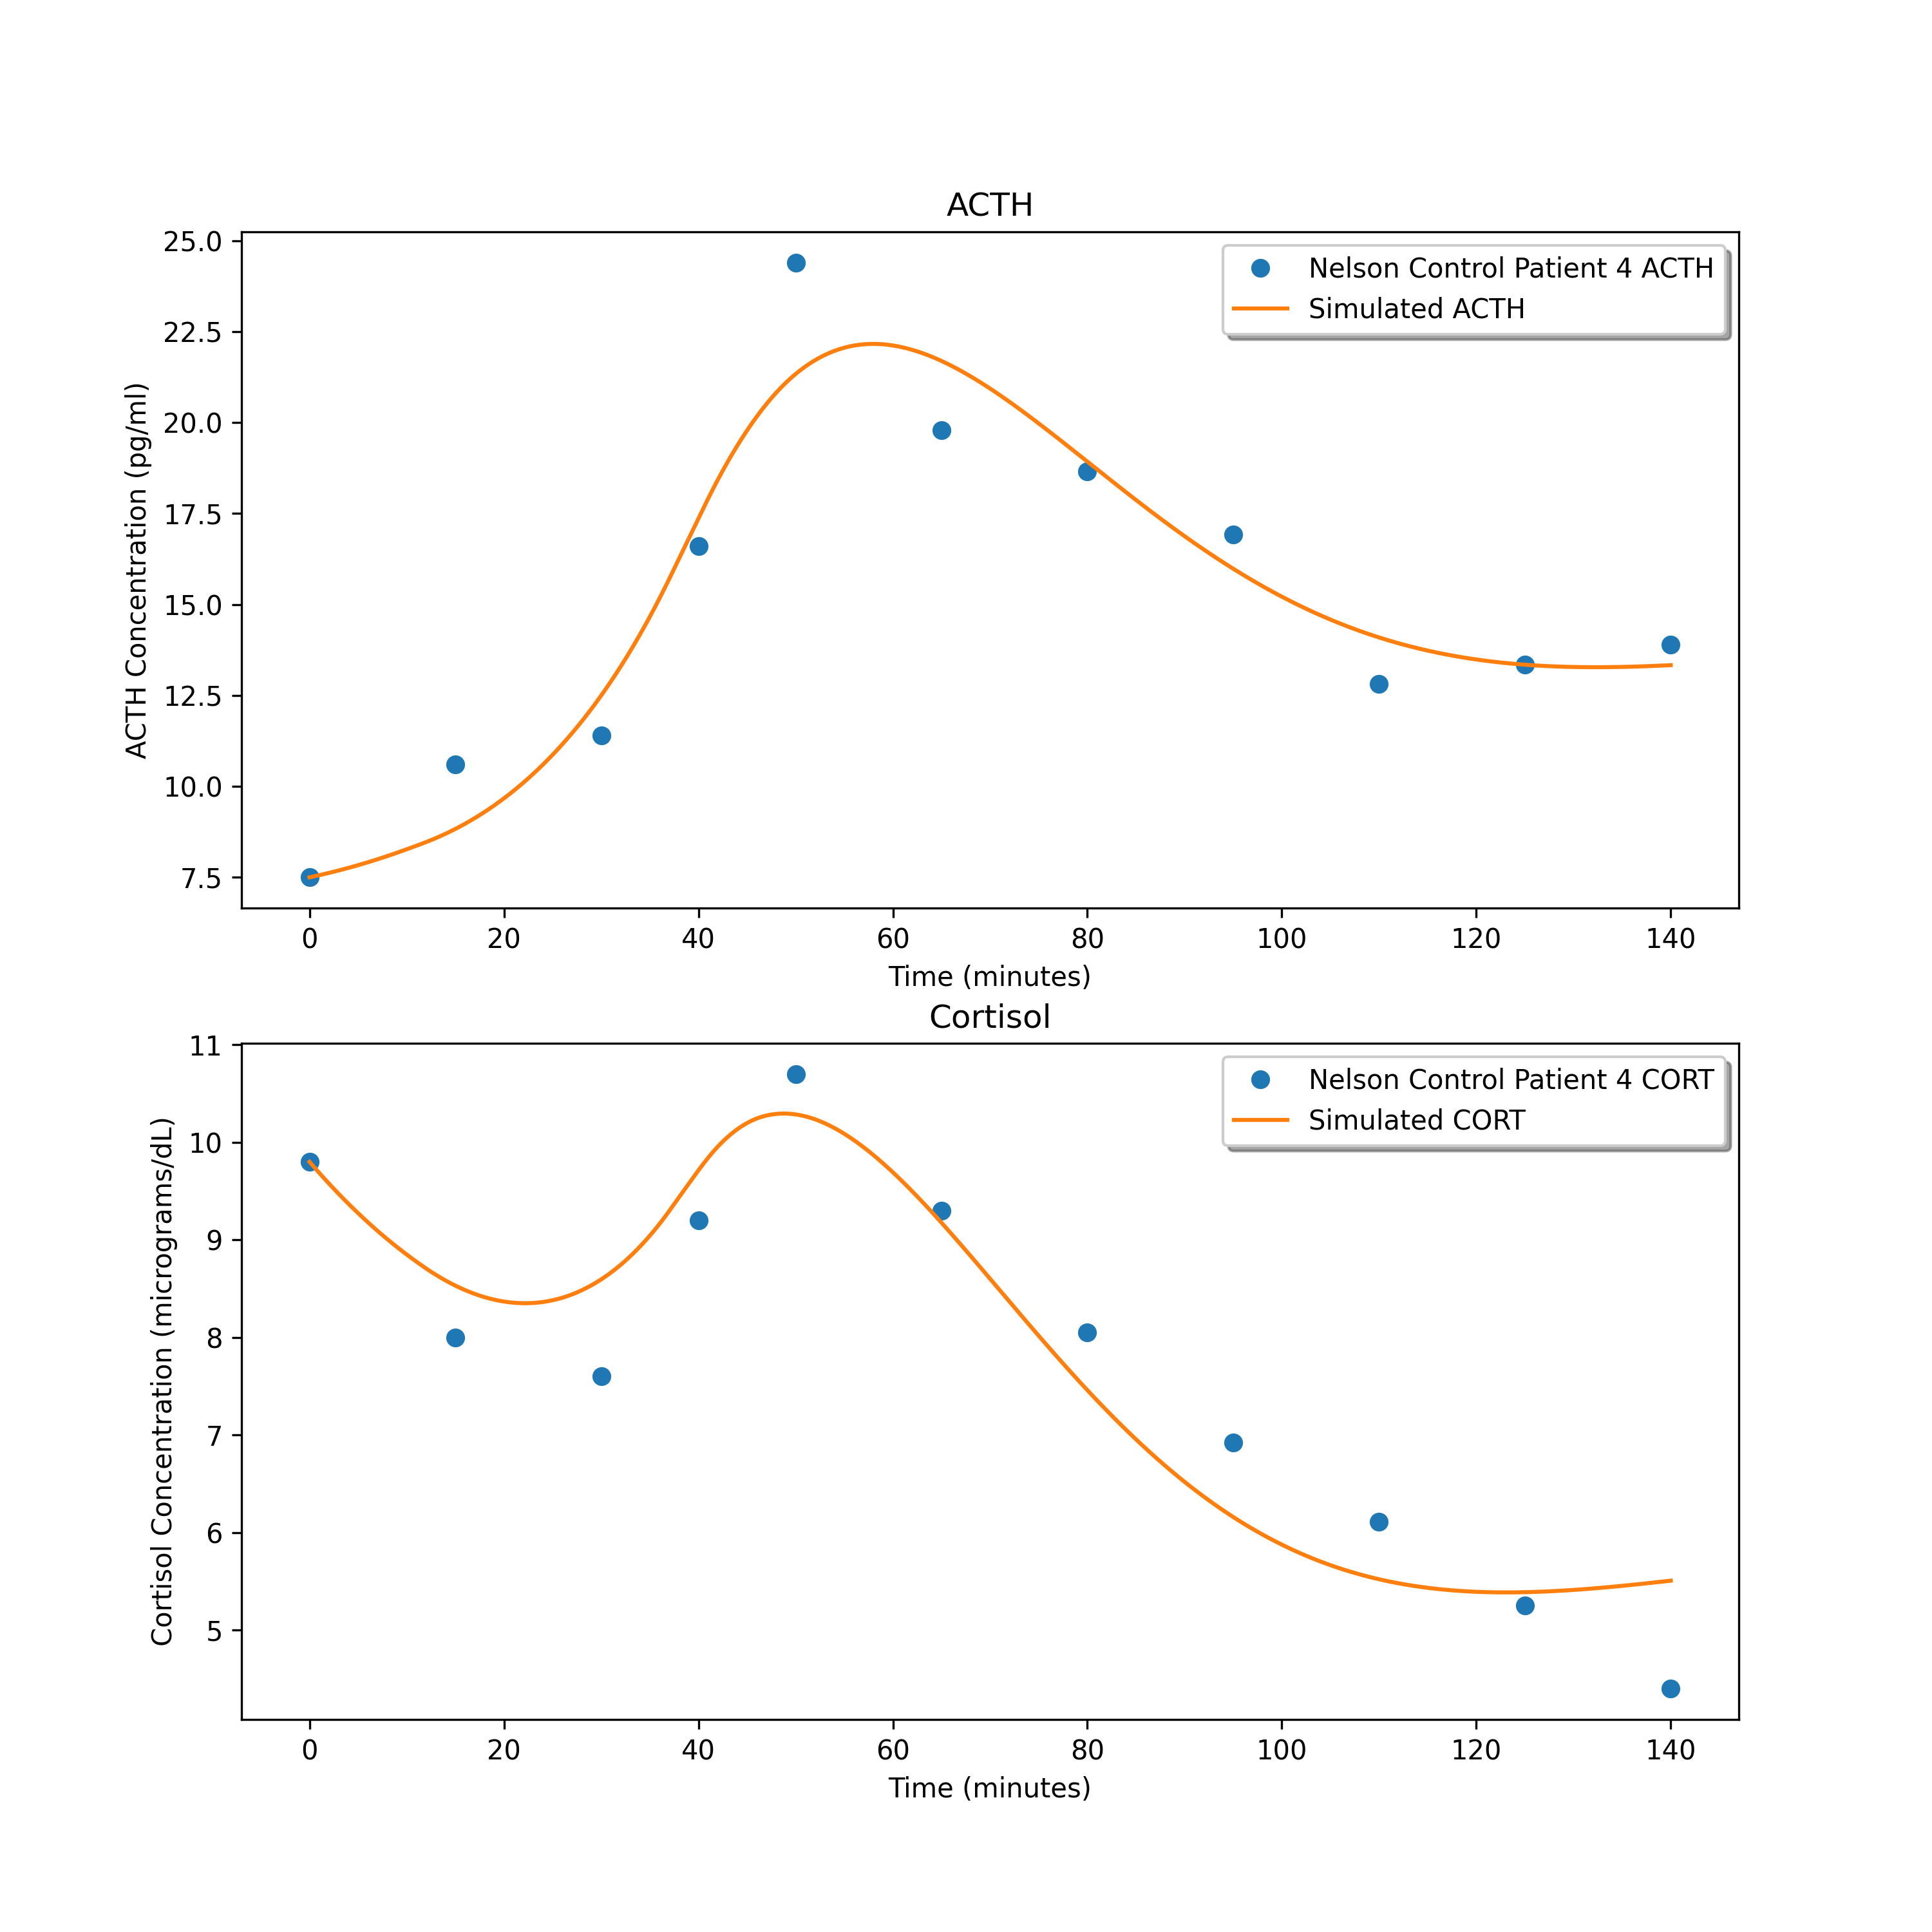 ACTH
25.0
22.5
20.0
17.5
15.0
12.5
10.0
7.5
ACTH Concentration (pg/ml)
Nelson Control Patient 4 ACTH
Simulated ACTH
0 20 40 60 80 100 120 140
Time (minutes)
Cortisol
11
10
9
8
7
6
5
Cortisol Concentration (micrograms/dL)
Nelson Control Patient 4 CORT
Simulated CORT
0 20 40 60 80 100 120 140
Time (minutes)